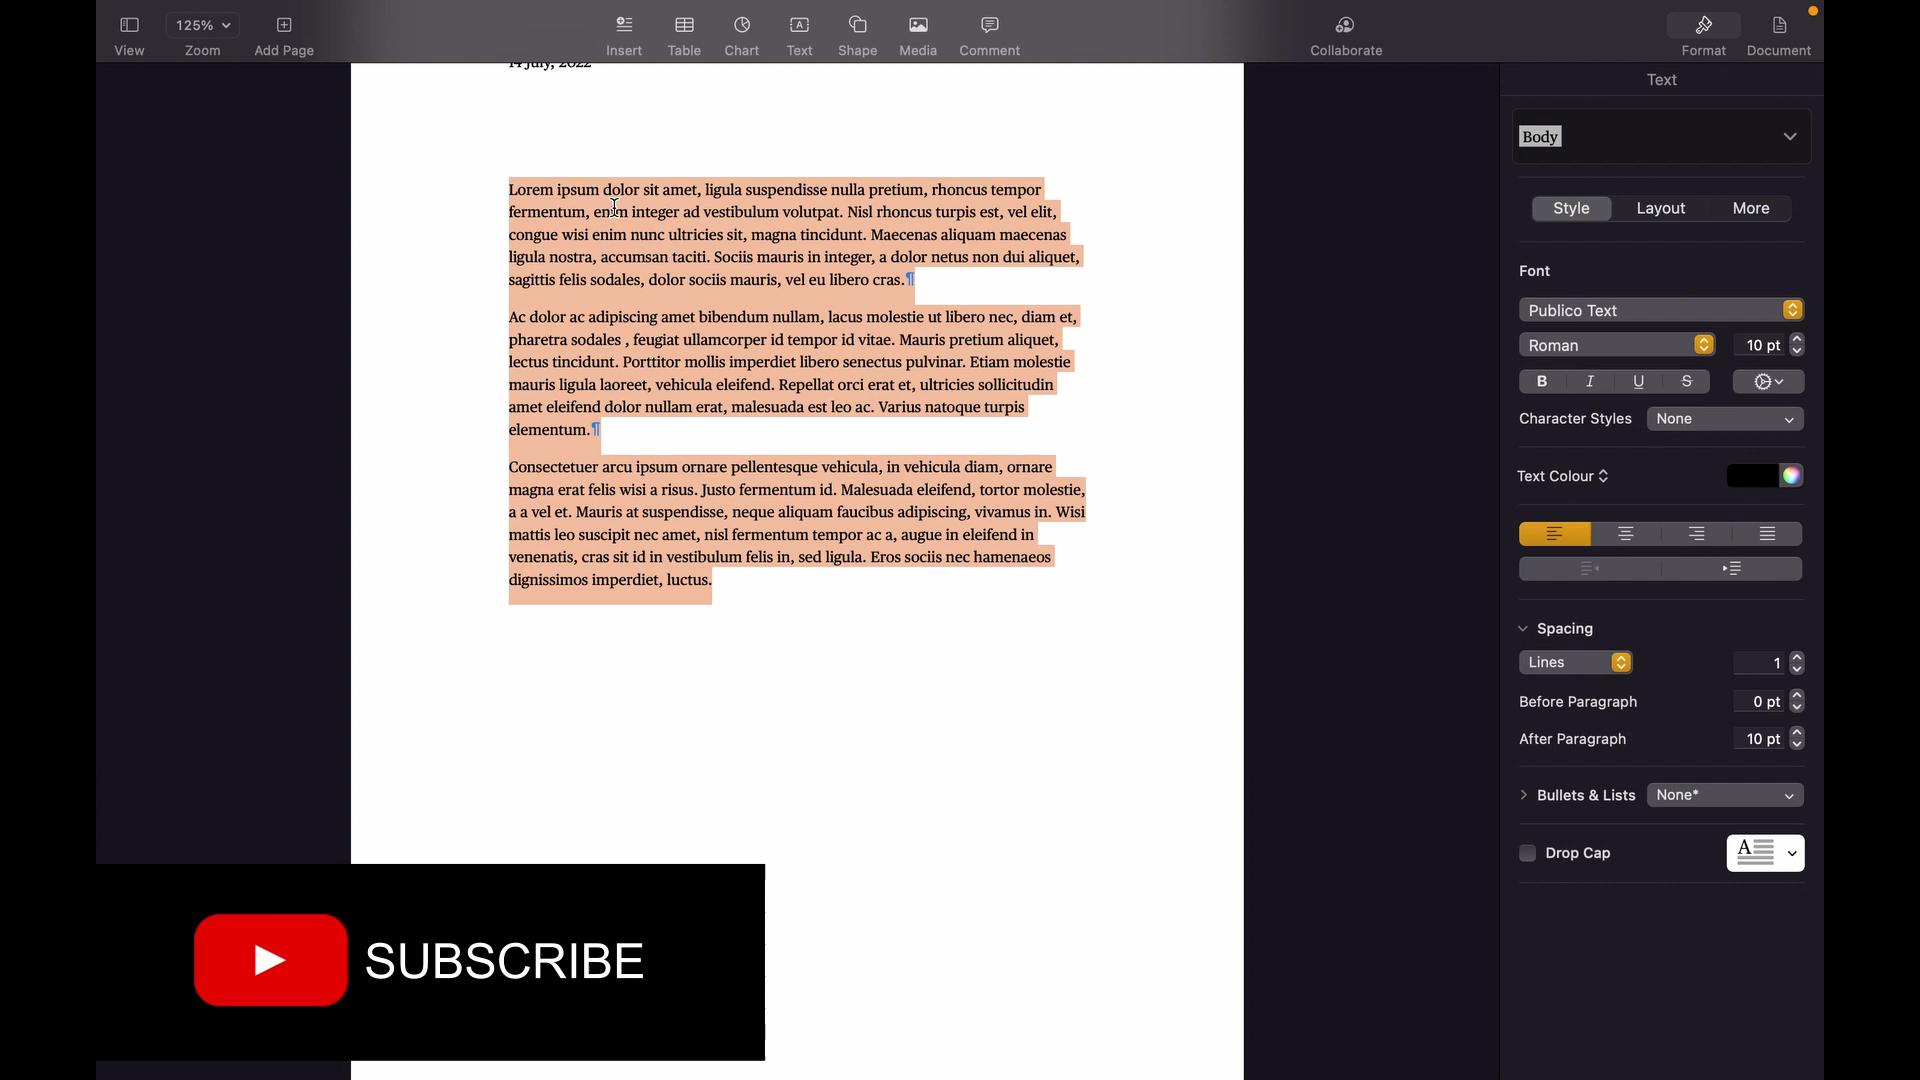 125%
View
Zoom
Add Page
Insert
Table
Chart
Text
Shape
Media
Comment
Collaborate
Format
Document
14 July, 2022
Lorem ipsum dolor sit amet, ligula suspendisse nulla pretium, rhoncus tempor
fermentum, enim integer ad vestibulum volutpat. Nisl rhoncus turpis est, vel elit,
congue wisi enim nunc ultricies sit, magna tincidunt. Maecenas aliquam maecenas
ligula nostra, accumsan taciti. Sociis mauris in integer, a dolor netus non dui aliquet,
sagittis felis sodales, dolor sociis mauris, vel eu libero cras.¶
Ac dolor ac adipiscing amet bibendum nullam, lacus molestie ut libero nec, diam et,
pharetra sodales , feugiat ullamcorper id tempor id vitae. Mauris pretium aliquet,
lectus tincidunt. Porttitor mollis imperdiet libero senectus pulvinar. Etiam molestie
mauris ligula laoreet, vehicula eleifend. Repellat orci erat et, ultricies sollicitudin
amet eleifend dolor nullam erat, malesuada est leo ac. Varius natoque turpis
elementum.¶
Consectetuer arcu ipsum ornare pellentesque vehicula, in vehicula diam, ornare
magna erat felis wisi a risus. Justo fermentum id. Malesuada eleifend, tortor molestie,
a a vel et. Mauris at suspendisse, neque aliquam faucibus adipiscing, vivamus in. Wisi
mattis leo suscipit nec amet, nisl fermentum tempor ac a, augue in eleifend in
venenatis, cras sit id in vestibulum felis in, sed ligula. Eros sociis nec hamenaeos
dignissimos imperdiet, luctus.
SUBSCRIBE
Text
Body
Style
Layout
More
Font
Publico Text
Roman
10 pt
B
I
U
S
Character Styles
None
Text Colour
Spacing
Lines
1
Before Paragraph
0 pt
After Paragraph
10 pt
Bullets & Lists
None*
Drop Cap
A